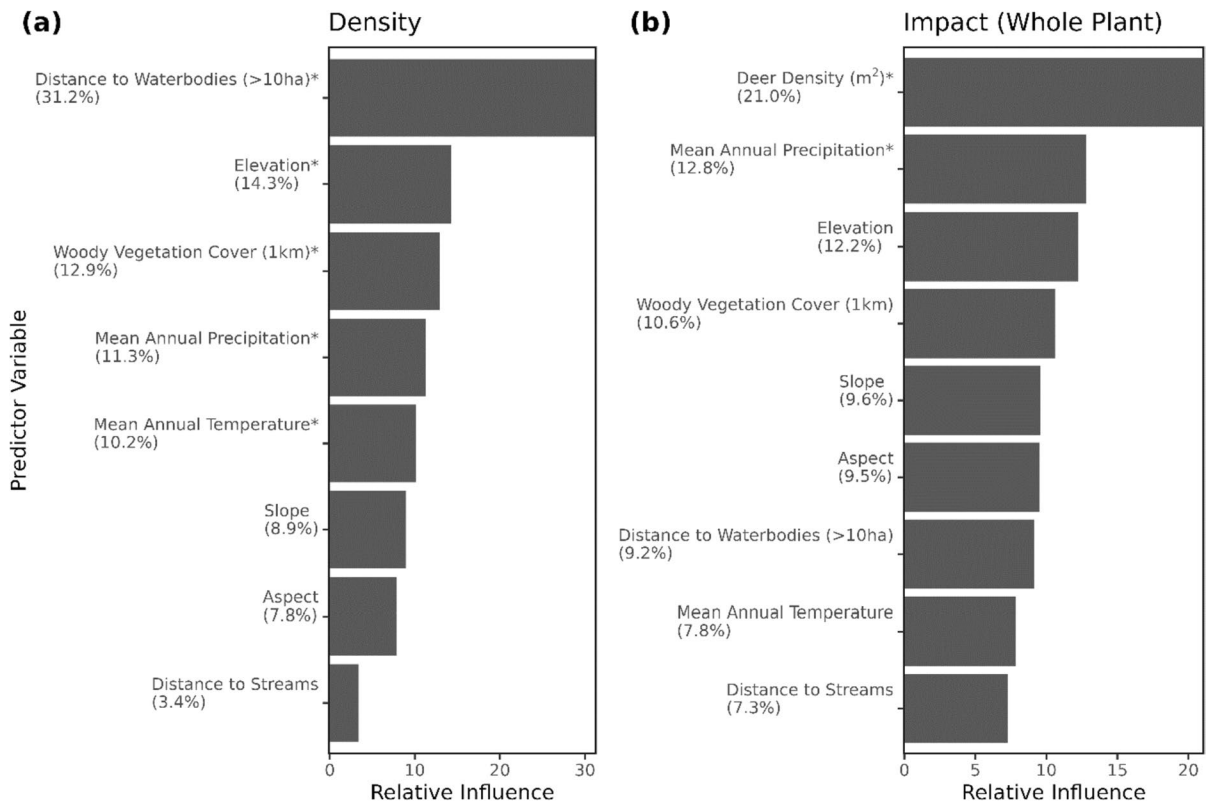 (a)
Density
Predictor Variable
Distance to Waterbodies (>10ha)*
(31.2%)
Elevation*
(14.3%)
Woody Vegetation Cover (1km)*
(12.9%)
Mean Annual Precipitation*
(11.3%)
Mean Annual Temperature*
(10.2%)
Slope
(8.9%)
Aspect
(7.8%)
Distance to Streams
(3.4%)
0 10 20 30
Relative Influence
(b)
Impact (Whole Plant)
Deer Density (m²)*
(21.0%)
Mean Annual Precipitation*
(12.8%)
Elevation
(12.2%)
Woody Vegetation Cover (1km)
(10.6%)
Slope
(9.6%)
Aspect
(9.5%)
Distance to Waterbodies (>10ha)
(9.2%)
Mean Annual Temperature
(7.8%)
Distance to Streams
(7.3%)
0 5 10 15 20
Relative Influence